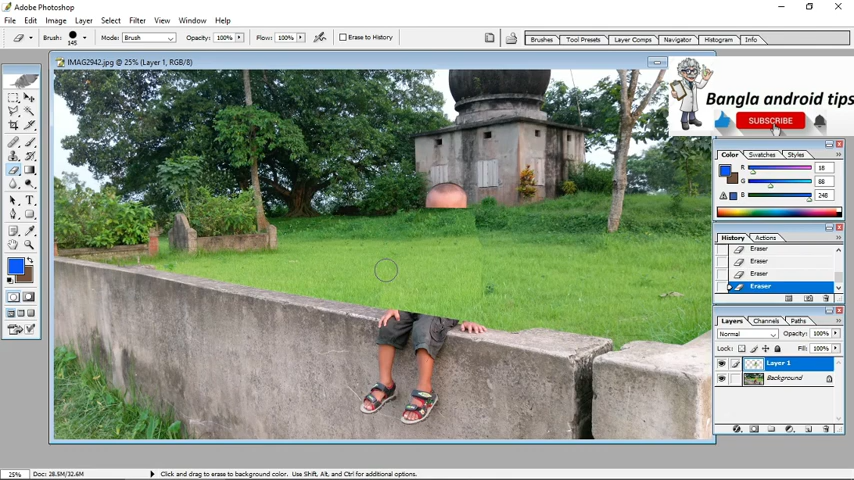 Adobe Photoshop
File Edit Image Layer Select Filter View Window Help
Brush: 145 Mode: Brush Opacity: 100% Flow: 100% Erase to History
Brushes Tool Presets Layer Comps Navigator Histogram Info
IMAG2942.jpg @ 25% (Layer 1, RGB/8)
Bangla android tips
SUBSCRIBE
Color Swatches Styles
R 18
G 66
B 246
History Actions
Eraser
Eraser
Eraser
Eraser
Layers Channels Paths
Normal Opacity: 100%
Lock: Fill: 100%
Layer 1
Background
25% Doc: 28.5M/32.6M Click and drag to erase to background color. Use Shift, Alt, and Ctrl for additional options.